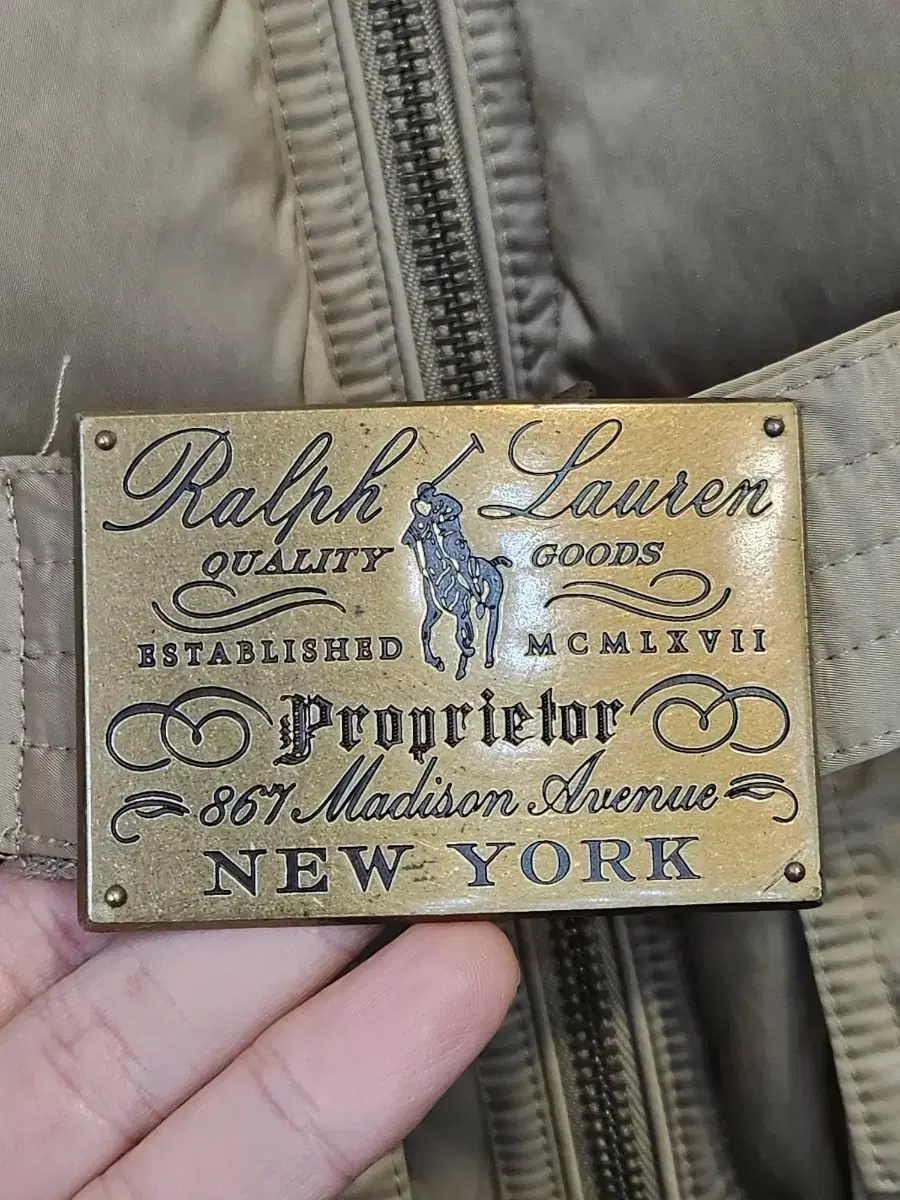 Ralph Lauren
QUALITY GOODS
ESTABLISHED MCMLXVII
Proprietor
867 Madison Avenue
NEW YORK